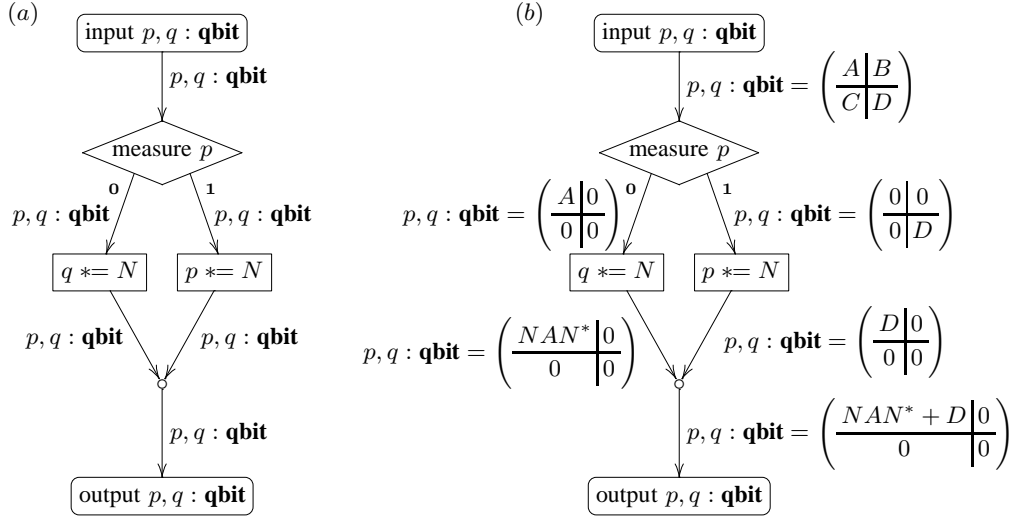 (a)
input p, q : qbit
p, q : qbit
measure p
0 1
p, q : qbit p, q : qbit
q *= N p *= N
p, q : qbit p, q : qbit
p, q : qbit
output p, q : qbit
(b)
input p, q : qbit
p, q : qbit = ( A | B
C | D )
measure p
0 1
p, q : qbit = ( A | 0
0 | 0 )
p, q : qbit = ( 0 | 0
0 | D )
q *= N p *= N
p, q : qbit = ( NAN* | 0
0 | 0 )
p, q : qbit = ( D | 0
0 | 0 )
p, q : qbit = ( NAN* + D | 0
0 | 0 )
output p, q : qbit